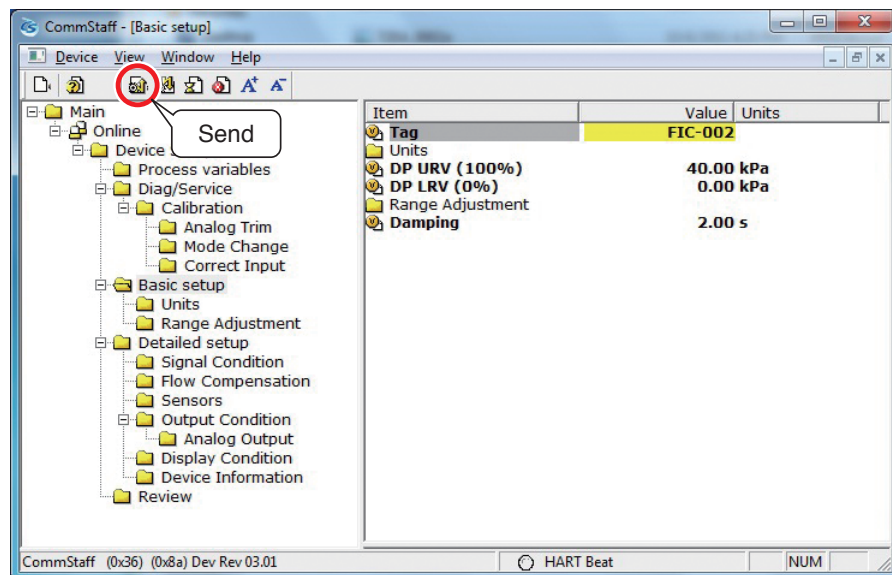 CommStaff - [Basic setup]
Device View Window Help
Send
Main
Online
Device
Process variables
Diag/Service
Calibration
Analog Trim
Mode Change
Correct Input
Basic setup
Units
Range Adjustment
Detailed setup
Signal Condition
Flow Compensation
Sensors
Output Condition
Analog Output
Display Condition
Device Information
Review
Item Value Units
Tag FIC-002
Units
DP URV (100%) 40.00 kPa
DP LRV (0%) 0.00 kPa
Range Adjustment
Damping 2.00 s
CommStaff (0x36) (0x8a) Dev Rev 03.01 HART Beat NUM